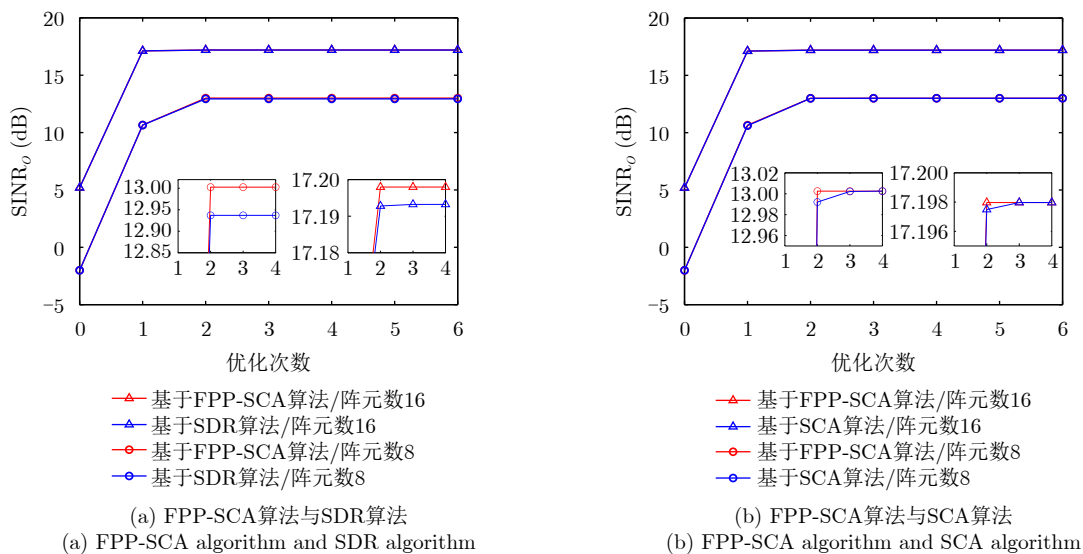 20
15
10
5
0
−5
SINRₒ (dB)
13.00
12.95
12.90
12.85
1 2 3 4
17.20
17.19
17.18
1 2 3 4
0 1 2 3 4 5 6
优化次数
基于FPP-SCA算法/阵元数16
基于SDR算法/阵元数16
基于FPP-SCA算法/阵元数8
基于SDR算法/阵元数8
(a) FPP-SCA算法与SDR算法
(a) FPP-SCA algorithm and SDR algorithm
20
15
10
5
0
−5
SINRₒ (dB)
13.02
13.00
12.98
12.96
1 2 3 4
17.200
17.198
17.196
1 2 3 4
0 1 2 3 4 5 6
优化次数
基于FPP-SCA算法/阵元数16
基于SCA算法/阵元数16
基于FPP-SCA算法/阵元数8
基于SCA算法/阵元数8
(b) FPP-SCA算法与SCA算法
(b) FPP-SCA algorithm and SCA algorithm